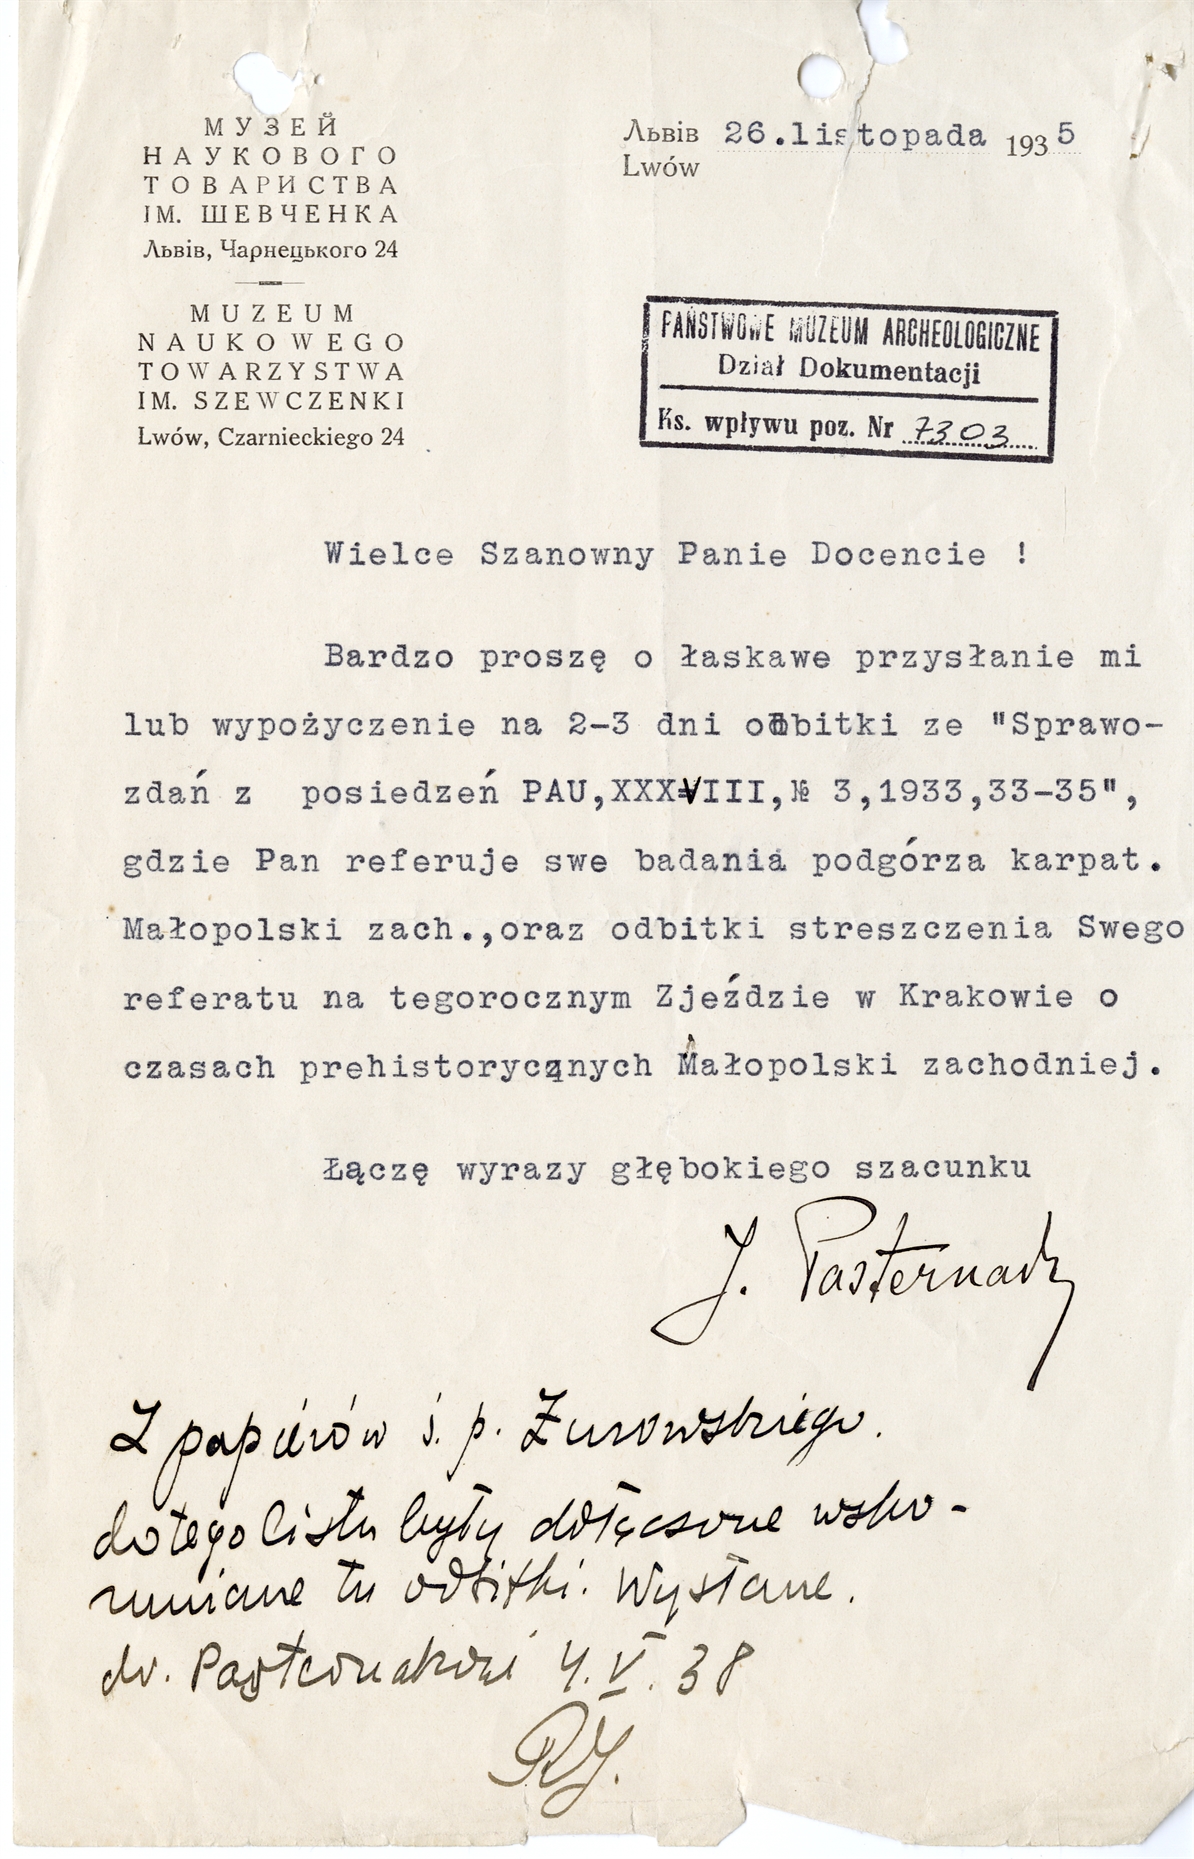 МУЗЕЙ
НАУКОВОГО
ТОВАРИСТВА
ІМ. ШЕВЧЕНКА
Львів, Чарнецького 24
MUZEUM
NAUKOWEGO
TOWARZYSTWA
IM. SZEWCZENKI
Lwów, Czarnieckiego 24
Львів 26.listopada 1935
Lwów
PAŃSTWOWE MUZEUM ARCHEOLOGICZNE
Dział Dokumentacji
Ks. wpływu poz. Nr 7303
Wielce Szanowny Panie Docencie !
Bardzo proszę o łaskawe przysłanie mi
lub wypożyczenie na 2-3 dni odbitki ze "Sprawo-
zdań z posiedzeń PAU,XXXVIII,№ 3,1933,33-35",
gdzie Pan referuje swe badania podgórza karpat.
Małopolski zach.,oraz odbitki streszczenia Swego
referatu na tegorocznym Zjeździe w Krakowie o
czasach prehistorycznych Małopolski zachodniej.
Łączę wyrazy głębokiego szacunku
J. Pasternak
Z papierów ś. p. Żurowskiego.
do tego listu były dołączone wspo-
mniane tu odbitki. Wysłane.
dr. Pasternakowi 4.V.38
RJ.